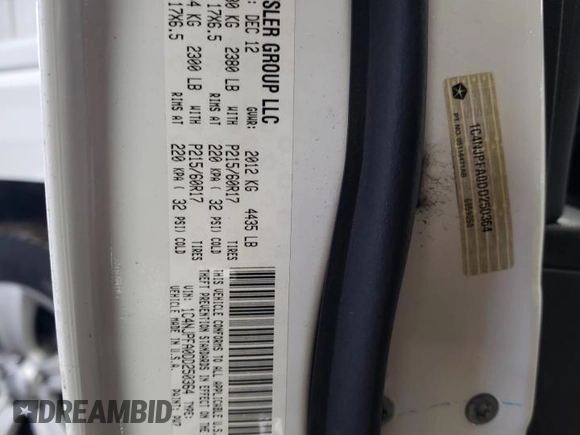 SLER GROUP LLC
: DEC 12 GVWR: 2012 KG 4435 LB
KG 2380 LB WITH P215/60R17 TIRES
17X6.5 RIMS AT 220 KPA ( 32 PSI) COLD
KG 2300 LB WITH P215/60R17 TIRES
17X6.5 RIMS AT 220 KPA ( 32 PSI) COLD
THIS VEHICLE CONFORMS TO ALL APPLICABLE U.S.
THEFT PREVENTION STANDARDS IN EFFECT ON THE
VIN: 1C4NJPFA0DD250364 TYPE:
VEHICLE MADE IN U.S.A. PAINT: PW7
1C4NJPFA0DD250364
DREAMBID